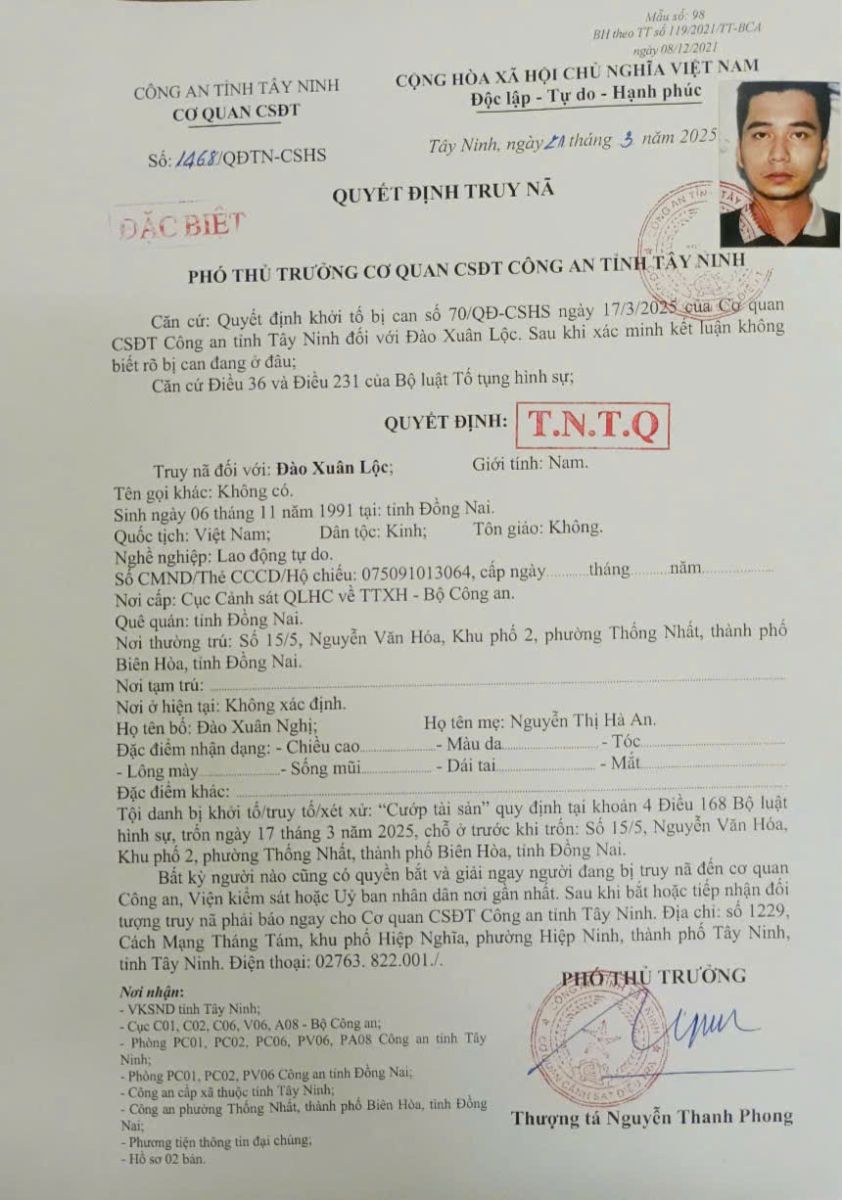 Mẫu số: 98
BH theo TT số 119/2021/TT-BCA
ngày 08/12/2021
CÔNG AN TỈNH TÂY NINH
CƠ QUAN CSĐT
CỘNG HÒA XÃ HỘI CHỦ NGHĨA VIỆT NAM
Độc lập - Tự do - Hạnh phúc
Số: 1468/QĐTN-CSHS
Tây Ninh, ngày 21 tháng 3 năm 2025
QUYẾT ĐỊNH TRUY NÃ
ĐẶC BIỆT
PHÓ THỦ TRƯỞNG CƠ QUAN CSĐT CÔNG AN TỈNH TÂY NINH
Căn cứ: Quyết định khởi tố bị can số 70/QĐ-CSHS ngày 17/3/2025 của Cơ quan
CSĐT Công an tỉnh Tây Ninh đối với Đào Xuân Lộc. Sau khi xác minh kết luận không
biết rõ bị can đang ở đâu;
Căn cứ Điều 36 và Điều 231 của Bộ luật Tố tụng hình sự;
QUYẾT ĐỊNH: T.N.T.Q
Truy nã đối với: Đào Xuân Lộc; Giới tính: Nam.
Tên gọi khác: Không có.
Sinh ngày 06 tháng 11 năm 1991 tại: tỉnh Đồng Nai.
Quốc tịch: Việt Nam; Dân tộc: Kinh; Tôn giáo: Không.
Nghề nghiệp: Lao động tự do.
Số CMND/Thẻ CCCD/Hộ chiếu: 075091013064, cấp ngày..........tháng..........năm..................
Nơi cấp: Cục Cảnh sát QLHC về TTXH - Bộ Công an.
Quê quán: tỉnh Đồng Nai.
Nơi thường trú: Số 15/5, Nguyễn Văn Hóa, Khu phố 2, phường Thống Nhất, thành phố
Biên Hòa, tỉnh Đồng Nai.
Nơi tạm trú:
Nơi ở hiện tại: Không xác định.
Họ tên bố: Đào Xuân Nghị; Họ tên mẹ: Nguyễn Thị Hà An.
Đặc điểm nhận dạng: - Chiều cao.................. - Màu da.................. - Tóc..................
- Lông mày.................. - Sống mũi.................. - Dái tai.................. - Mắt..................
Đặc điểm khác:
Tội danh bị khởi tố/truy tố/xét xử: “Cướp tài sản” quy định tại khoản 4 Điều 168 Bộ luật
hình sự, trốn ngày 17 tháng 3 năm 2025, chỗ ở trước khi trốn: Số 15/5, Nguyễn Văn Hóa,
Khu phố 2, phường Thống Nhất, thành phố Biên Hòa, tỉnh Đồng Nai.
Bất kỳ người nào cũng có quyền bắt và giải ngay người đang bị truy nã đến cơ quan
Công an, Viện kiểm sát hoặc Uỷ ban nhân dân nơi gần nhất. Sau khi bắt hoặc tiếp nhận đối
tượng truy nã phải báo ngay cho Cơ quan CSĐT Công an tỉnh Tây Ninh. Địa chỉ: số 1229,
Cách Mạng Tháng Tám, khu phố Hiệp Nghĩa, phường Hiệp Ninh, thành phố Tây Ninh,
tỉnh Tây Ninh. Điện thoại: 02763. 822.001./.
PHÓ THỦ TRƯỞNG
Nơi nhận:
- VKSND tỉnh Tây Ninh;
- Cục C01, C02, C06, V06, A08 - Bộ Công an;
- Phòng PC01, PC02, PC06, PV06, PA08 Công an tỉnh Tây
Ninh;
- Phòng PC01, PC02, PV06 Công an tỉnh Đồng Nai;
- Công an cấp xã thuộc tỉnh Tây Ninh;
- Công an phường Thống Nhất, thành phố Biên Hòa, tỉnh Đồng
Nai;
- Phương tiện thông tin đại chúng;
- Hồ sơ 02 bản.
Thượng tá Nguyễn Thanh Phong